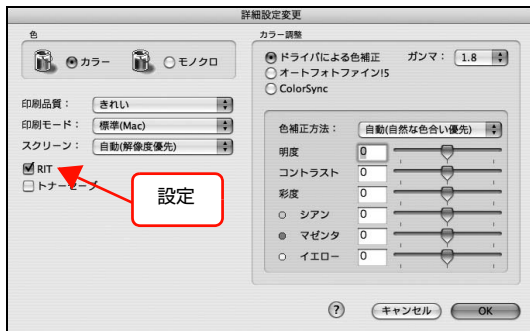 詳細設定変更
色
カラー
モノクロ
印刷品質： きれい
印刷モード： 標準(Mac)
スクリーン： 自動(解像度優先)
RIT
トナーセーブ
設定
カラー調整
ドライバによる色補正 ガンマ： 1.8
オートフォトファイン!5
ColorSync
色補正方法： 自動(自然な色合い優先)
明度 0
コントラスト 0
彩度 0
シアン 0
マゼンタ 0
イエロー 0
? キャンセル OK